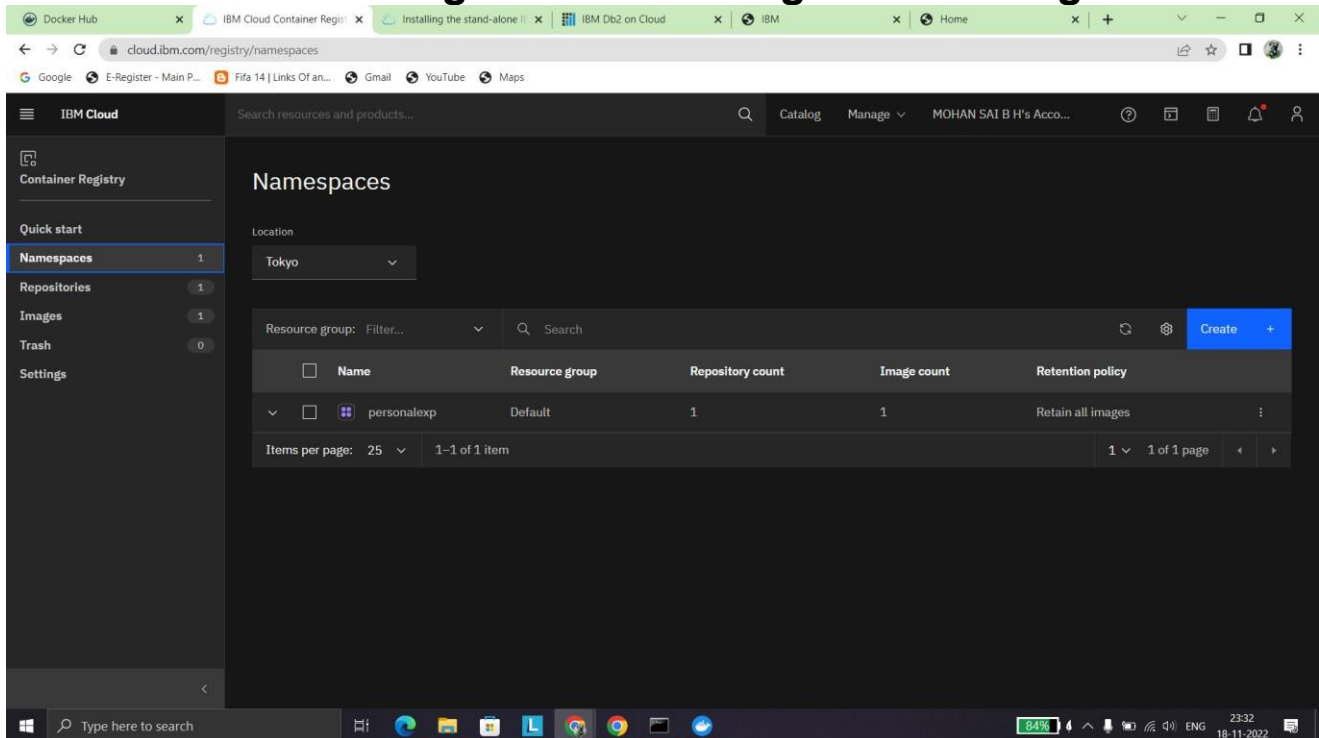 Docker Hub
IBM Cloud Container Regis
Installing the stand-alone I
IBM Db2 on Cloud
IBM
Home
cloud.ibm.com/registry/namespaces
Google E-Register - Main P... Fifa 14 | Links Of an... Gmail YouTube Maps
IBM Cloud
Search resources and products...
Catalog
Manage
MOHAN SAI B H's Acco...
Container Registry
Quick start
Namespaces 1
Repositories 1
Images 1
Trash 0
Settings
Namespaces
Location
Tokyo
Resource group: Filter... Search Create +
Name Resource group Repository count Image count Retention policy
personalexp Default 1 1 Retain all images
Items per page: 25 1–1 of 1 item 1 1 of 1 page
Type here to search
84% ENG 23:32
18-11-2022